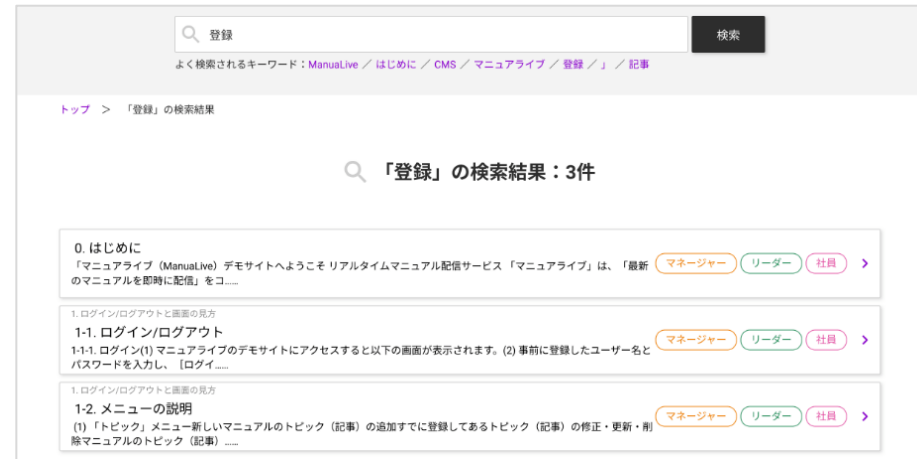 登録
検索
よく検索されるキーワード：ManuaLive ／ はじめに ／ CMS ／ マニュアライブ ／ 登録 ／ 」 ／ 記事
トップ ＞ 「登録」の検索結果
「登録」の検索結果：3件
0. はじめに
「マニュアライブ（ManuaLive）デモサイトへようこそ リアルタイムマニュアル配信サービス 「マニュアライブ」は、「最新
のマニュアルを即時に配信」をコ……
マネージャー リーダー 社員
1. ログイン/ログアウトと画面の見方
1-1. ログイン/ログアウト
1-1-1. ログイン(1) マニュアライブのデモサイトにアクセスすると以下の画面が表示されます。(2) 事前に登録したユーザー名と
パスワードを入力し、［ログイ……
マネージャー リーダー 社員
1. ログイン/ログアウトと画面の見方
1-2. メニューの説明
(1) 「トピック」メニュー新しいマニュアルのトピック（記事）の追加すでに登録してあるトピック（記事）の修正・更新・削
除マニュアルのトピック（記事）……
マネージャー リーダー 社員